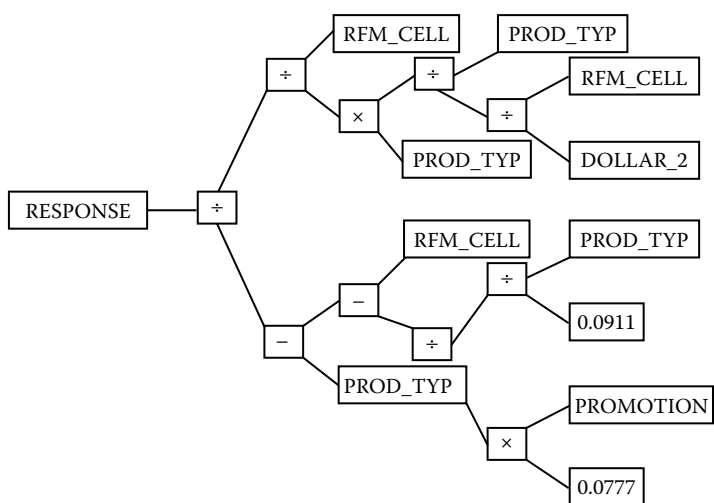 RFM_CELL
PROD_TYP
÷
÷
RFM_CELL
×
÷
PROD_TYP
DOLLAR_2
RESPONSE
÷
RFM_CELL
PROD_TYP
÷
−
0.0911
−
÷
PROD_TYP
PROMOTION
×
0.0777